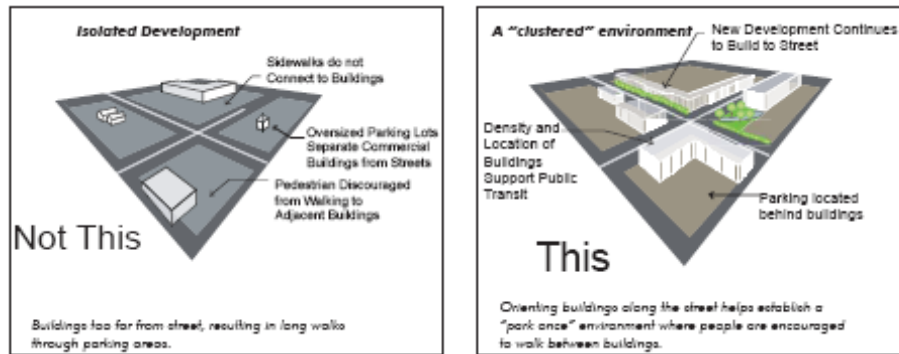 Isolated Development
Sidewalks do not
Connect to Buildings
Oversized Parking Lots
Separate Commercial
Buildings from Streets
Pedestrian Discouraged
from Walking to
Adjacent Buildings
Not This
Buildings too far from street, resulting in long walks
through parking areas.
A "clustered" environment
New Development Continues
to Build to Street
Density and
Location of
Buildings
Support Public
Transit
Parking located
behind buildings
This
Orienting buildings along the street helps establish a
"park once" environment where people are encouraged
to walk between buildings.